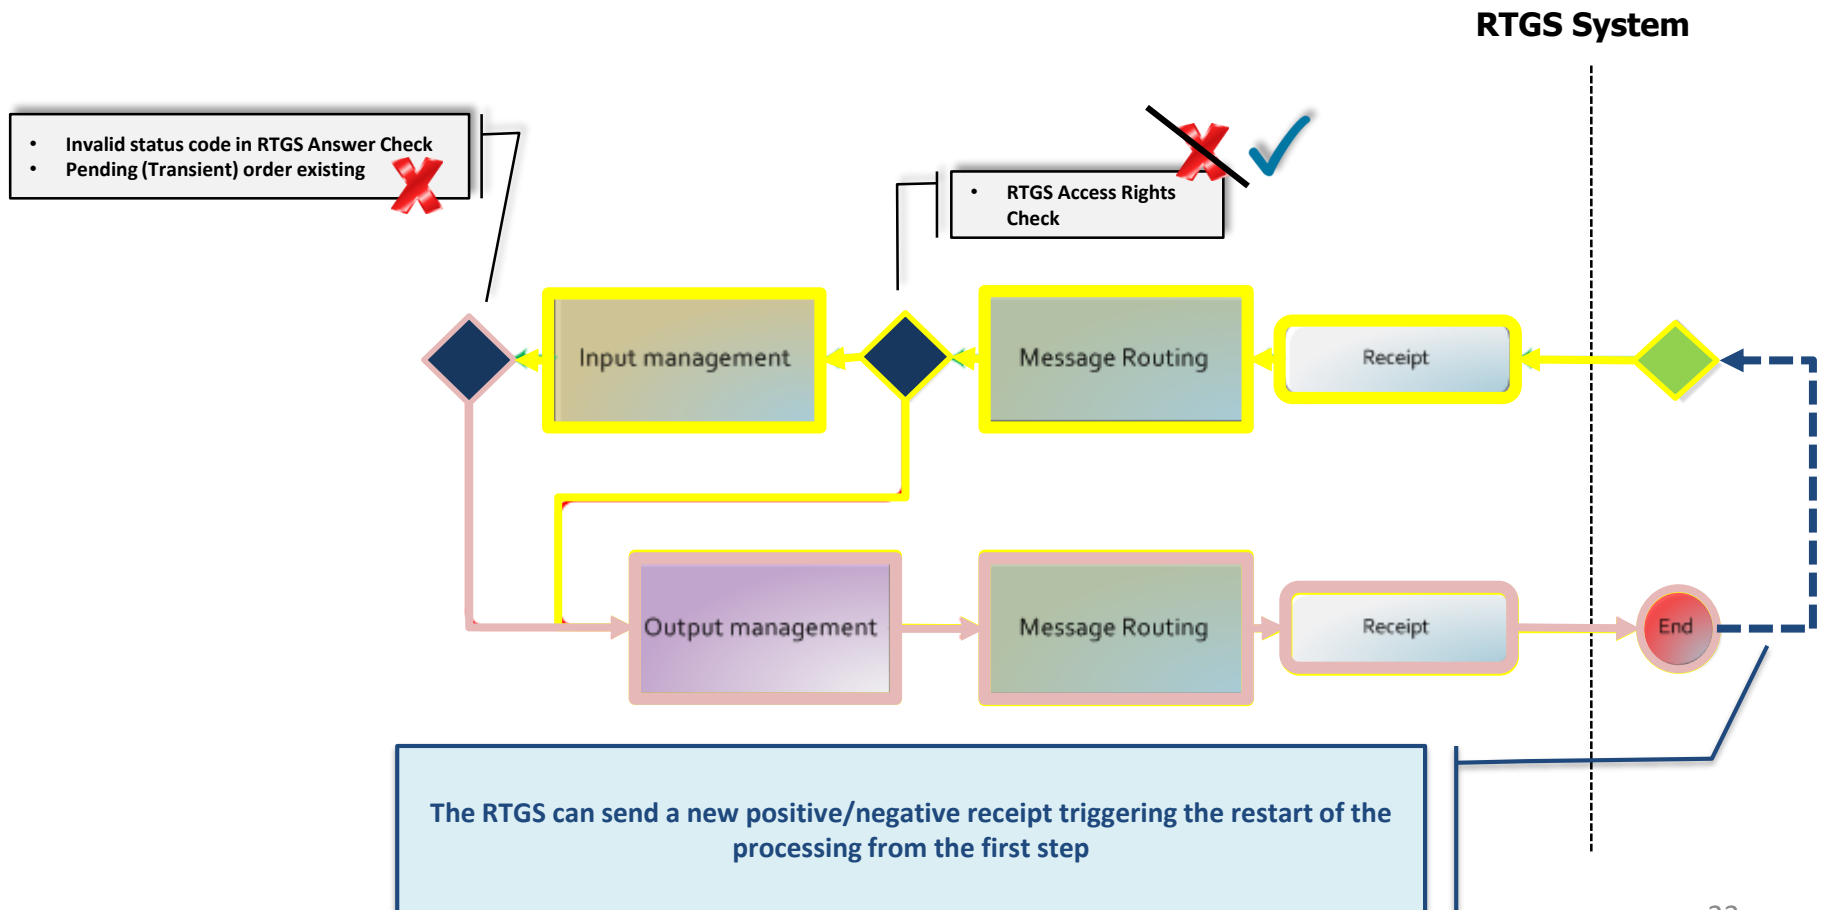 RTGS System
• Invalid status code in RTGS Answer Check
• Pending (Transient) order existing
• RTGS Access Rights
Check
Input management
Message Routing
Receipt
Output management
Message Routing
Receipt
End
The RTGS can send a new positive/negative receipt triggering the restart of the
processing from the first step